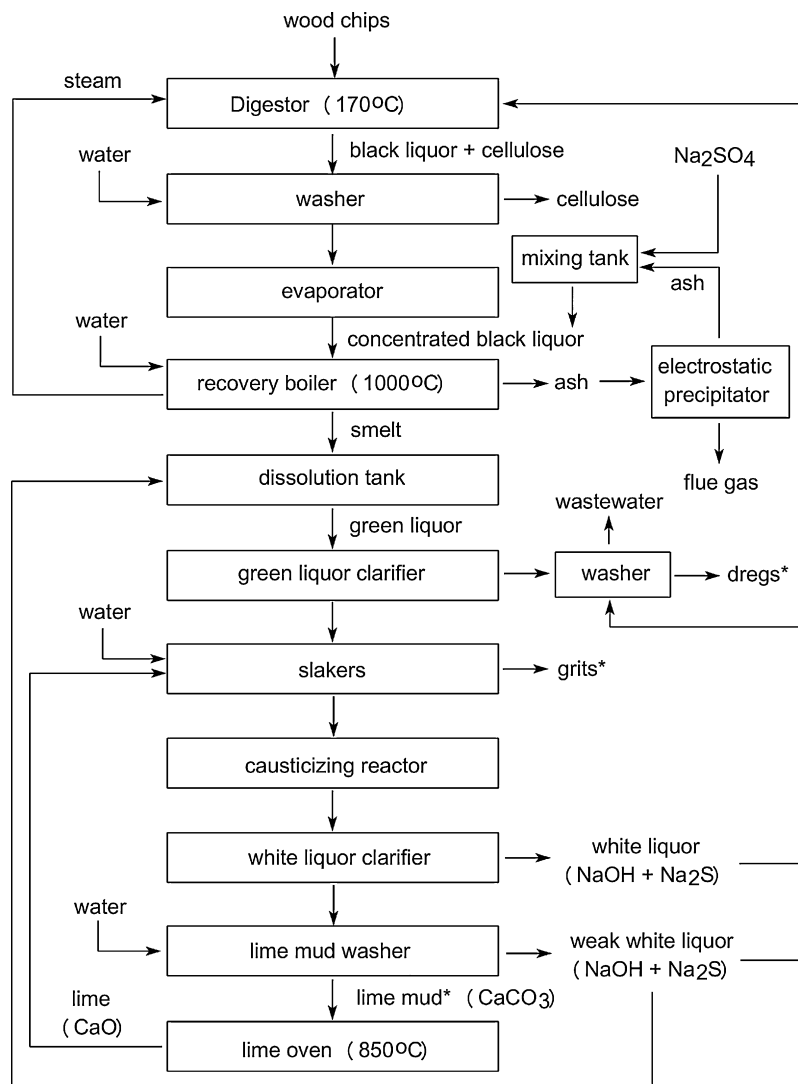 wood chips
steam
Digestor (170ºC)
black liquor + cellulose
water
Na2SO4
washer
cellulose
mixing tank
ash
evaporator
water
concentrated black liquor
electrostatic
precipitator
recovery boiler (1000ºC)
ash
smelt
dissolution tank
flue gas
wastewater
green liquor
green liquor clarifier
washer
dregs*
water
slakers
grits*
causticizing reactor
white liquor clarifier
white liquor
(NaOH + Na2S)
water
lime mud washer
weak white liquor
(NaOH + Na2S)
lime
(CaO)
lime mud* (CaCO3)
lime oven (850ºC)